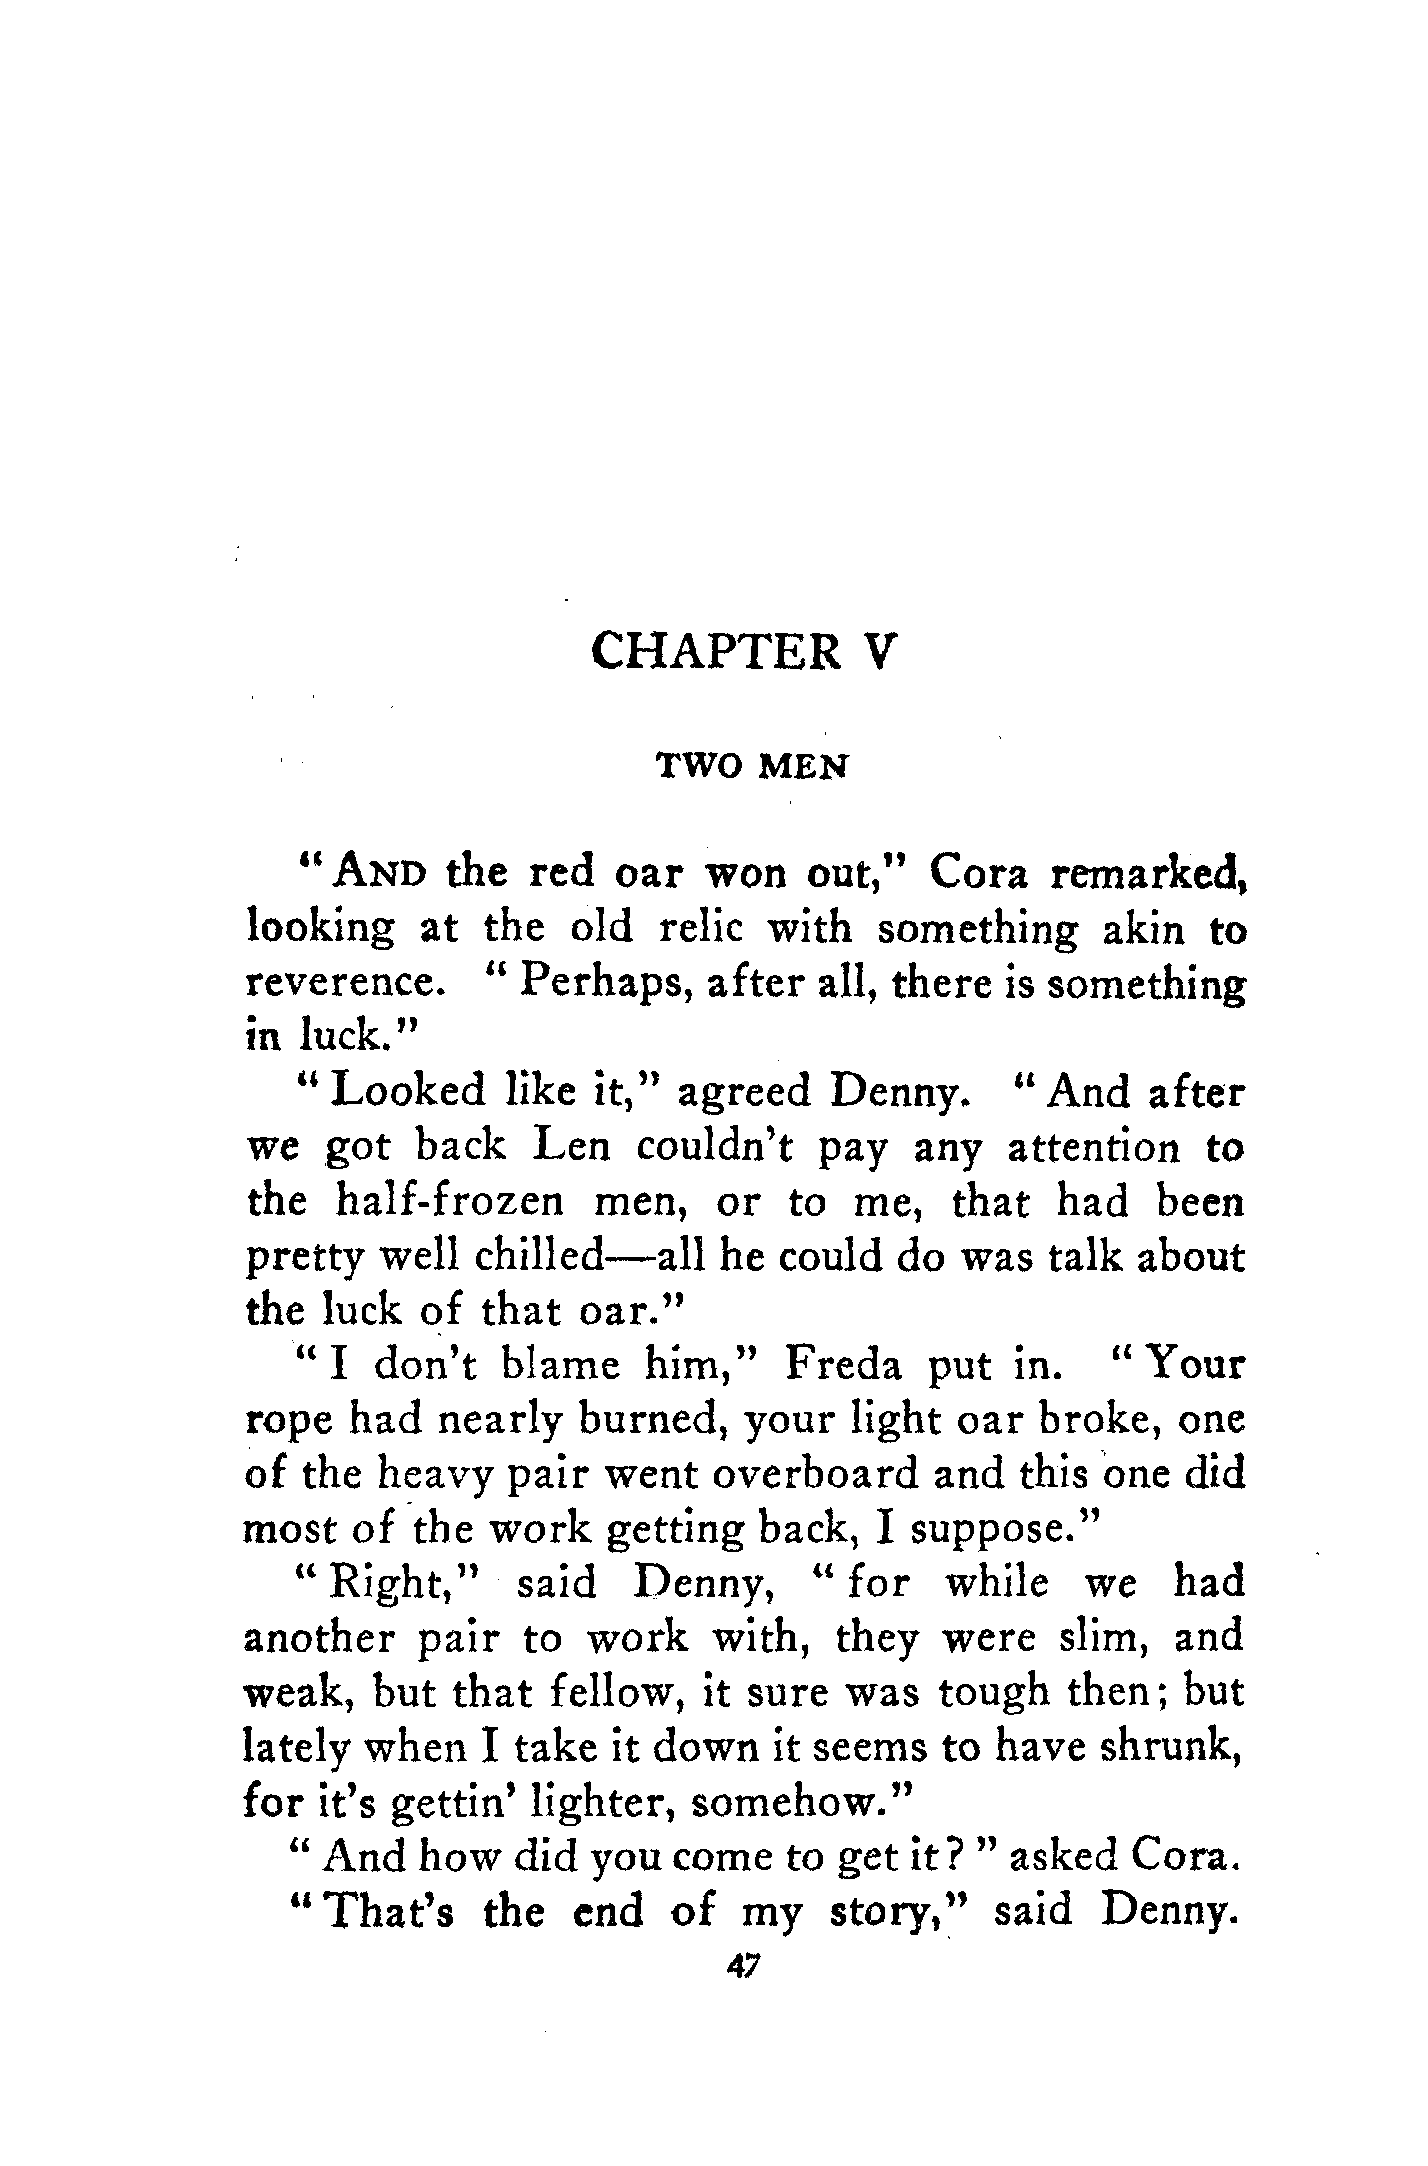 CHAPTER V
TWO MEN
“AND the red oar won out,” Cora remarked,
looking at the old relic with something akin to
reverence. “Perhaps, after all, there is something
in luck.”
“Looked like it,” agreed Denny. “And after
we got back Len couldn’t pay any attention to
the half-frozen men, or to me, that had been
pretty well chilled—all he could do was talk about
the luck of that oar.”
“I don’t blame him,” Freda put in. “Your
rope had nearly burned, your light oar broke, one
of the heavy pair went overboard and this one did
most of the work getting back, I suppose.”
“Right,” said Denny, “for while we had
another pair to work with, they were slim, and
weak, but that fellow, it sure was tough then; but
lately when I take it down it seems to have shrunk,
for it’s gettin’ lighter, somehow.”
“And how did you come to get it?” asked Cora.
“That’s the end of my story,” said Denny.
47